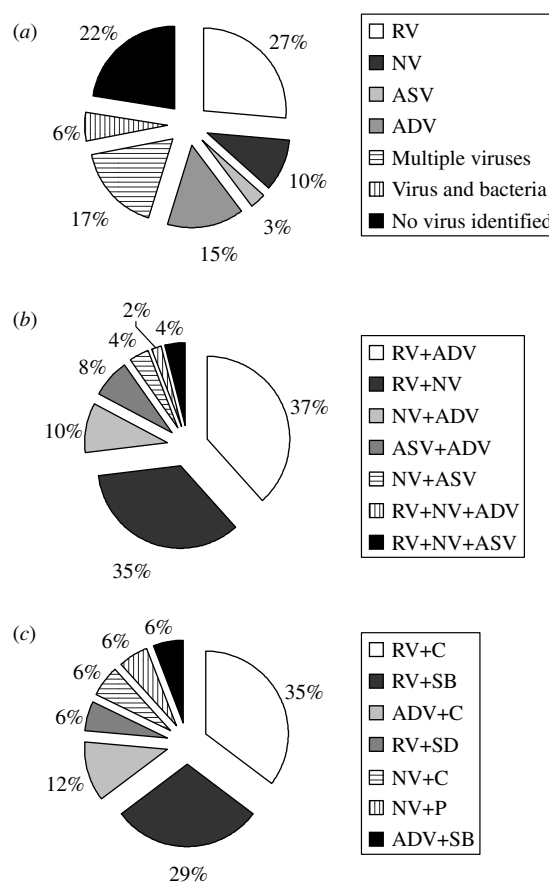 (a)
22%
27%
6%
10%
17%
3%
15%
RV
NV
ASV
ADV
Multiple viruses
Virus and bacteria
No virus identified
(b)
2%
4%
4%
8%
37%
10%
35%
RV+ADV
RV+NV
NV+ADV
ASV+ADV
NV+ASV
RV+NV+ADV
RV+NV+ASV
(c)
6%
6%
6%
35%
6%
12%
29%
RV+C
RV+SB
ADV+C
RV+SD
NV+C
NV+P
ADV+SB